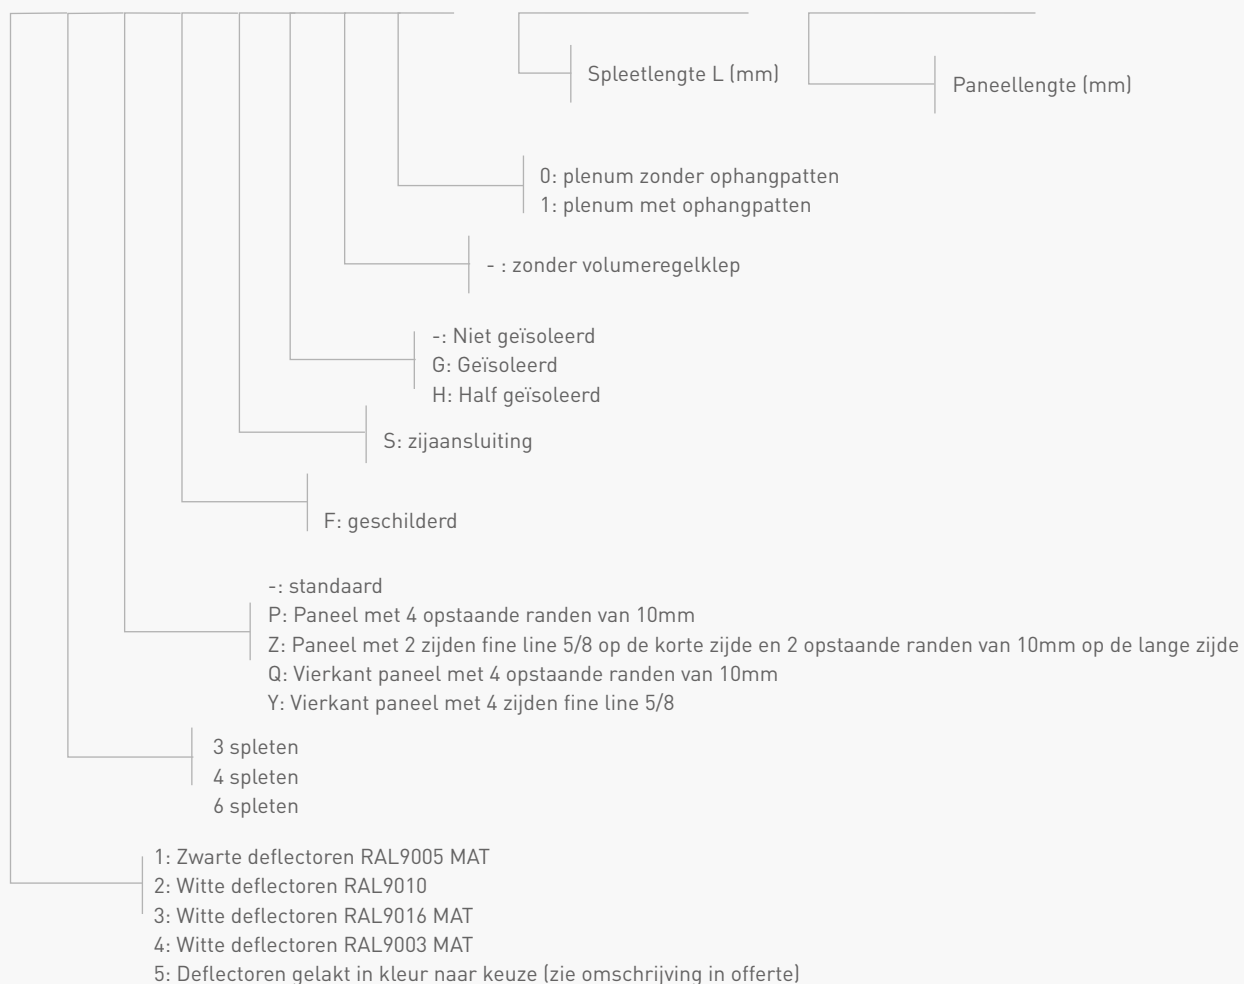 Spleetlengte L (mm)
Paneellengte (mm)
0: plenum zonder ophangpatten
1: plenum met ophangpatten
- : zonder volumeregelklep
-: Niet geïsoleerd
G: Geïsoleerd
H: Half geïsoleerd
S: zijaansluiting
F: geschilderd
-: standaard
P: Paneel met 4 opstaande randen van 10mm
Z: Paneel met 2 zijden fine line 5/8 op de korte zijde en 2 opstaande randen van 10mm op de lange zijde
Q: Vierkant paneel met 4 opstaande randen van 10mm
Y: Vierkant paneel met 4 zijden fine line 5/8
3 spleten
4 spleten
6 spleten
1: Zwarte deflectoren RAL9005 MAT
2: Witte deflectoren RAL9010
3: Witte deflectoren RAL9016 MAT
4: Witte deflectoren RAL9003 MAT
5: Deflectoren gelakt in kleur naar keuze (zie omschrijving in offerte)